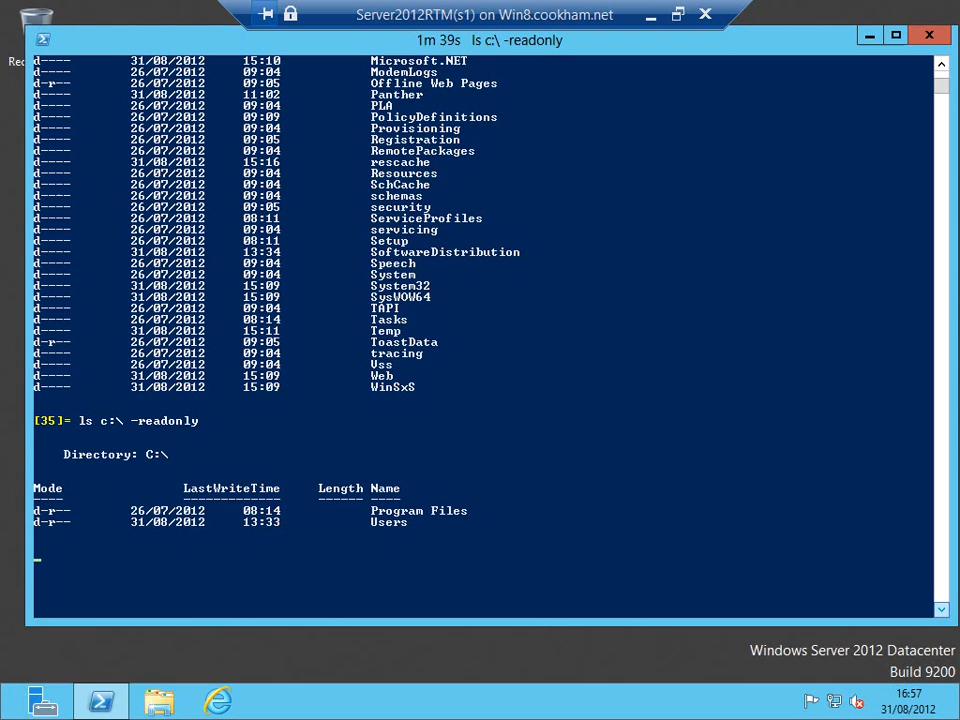 Server2012RTM(s1) on Win8.cookham.net
1m 39s ls c:\ -readonly
Rec
d---- 31/08/2012 15:10 Microsoft.NET
d---- 26/07/2012 09:04 ModemLogs
d-r-- 26/07/2012 09:05 Offline Web Pages
d---- 31/08/2012 11:02 Panther
d---- 26/07/2012 09:04 PLA
d---- 26/07/2012 09:09 PolicyDefinitions
d---- 26/07/2012 09:04 Provisioning
d---- 26/07/2012 09:05 Registration
d---- 26/07/2012 09:04 RemotePackages
d---- 31/08/2012 15:16 rescache
d---- 26/07/2012 09:04 Resources
d---- 26/07/2012 09:04 SchCache
d---- 26/07/2012 09:04 schemas
d---- 26/07/2012 09:05 security
d---- 26/07/2012 08:11 ServiceProfiles
d---- 26/07/2012 09:04 servicing
d---- 26/07/2012 08:11 Setup
d---- 31/08/2012 13:34 SoftwareDistribution
d---- 26/07/2012 09:04 Speech
d---- 26/07/2012 09:04 System
d---- 31/08/2012 15:09 System32
d---- 31/08/2012 15:09 SysWOW64
d---- 26/07/2012 09:04 TAPI
d---- 26/07/2012 08:14 Tasks
d---- 31/08/2012 15:11 Temp
d-r-- 26/07/2012 09:05 ToastData
d---- 26/07/2012 09:04 tracing
d---- 26/07/2012 09:04 Vss
d---- 31/08/2012 15:09 Web
d---- 31/08/2012 15:09 WinSxS
[35]= ls c:\ -readonly
Directory: C:\
Mode LastWriteTime Length Name
---- ------------- ------ ----
d-r-- 26/07/2012 08:14 Program Files
d-r-- 31/08/2012 13:33 Users
Windows Server 2012 Datacenter
Build 9200
16:57
31/08/2012